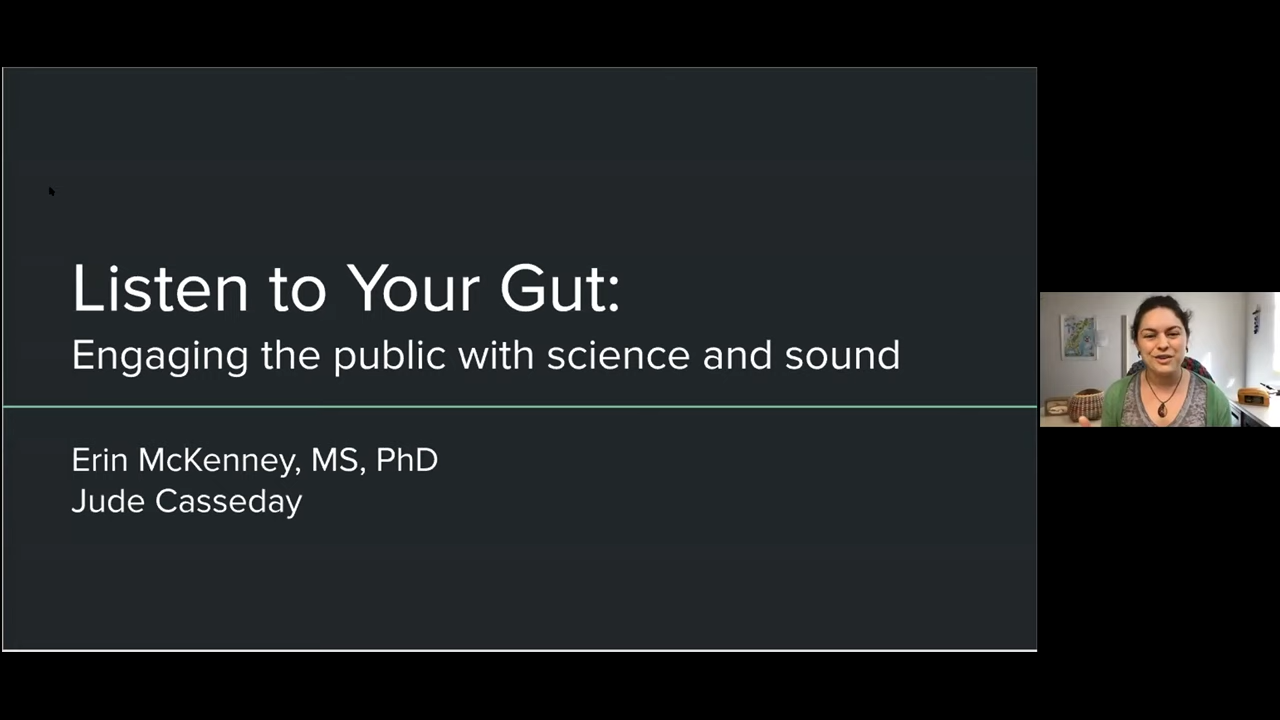 Listen to Your Gut:
Engaging the public with science and sound
Erin McKenney, MS, PhD
Jude Casseday